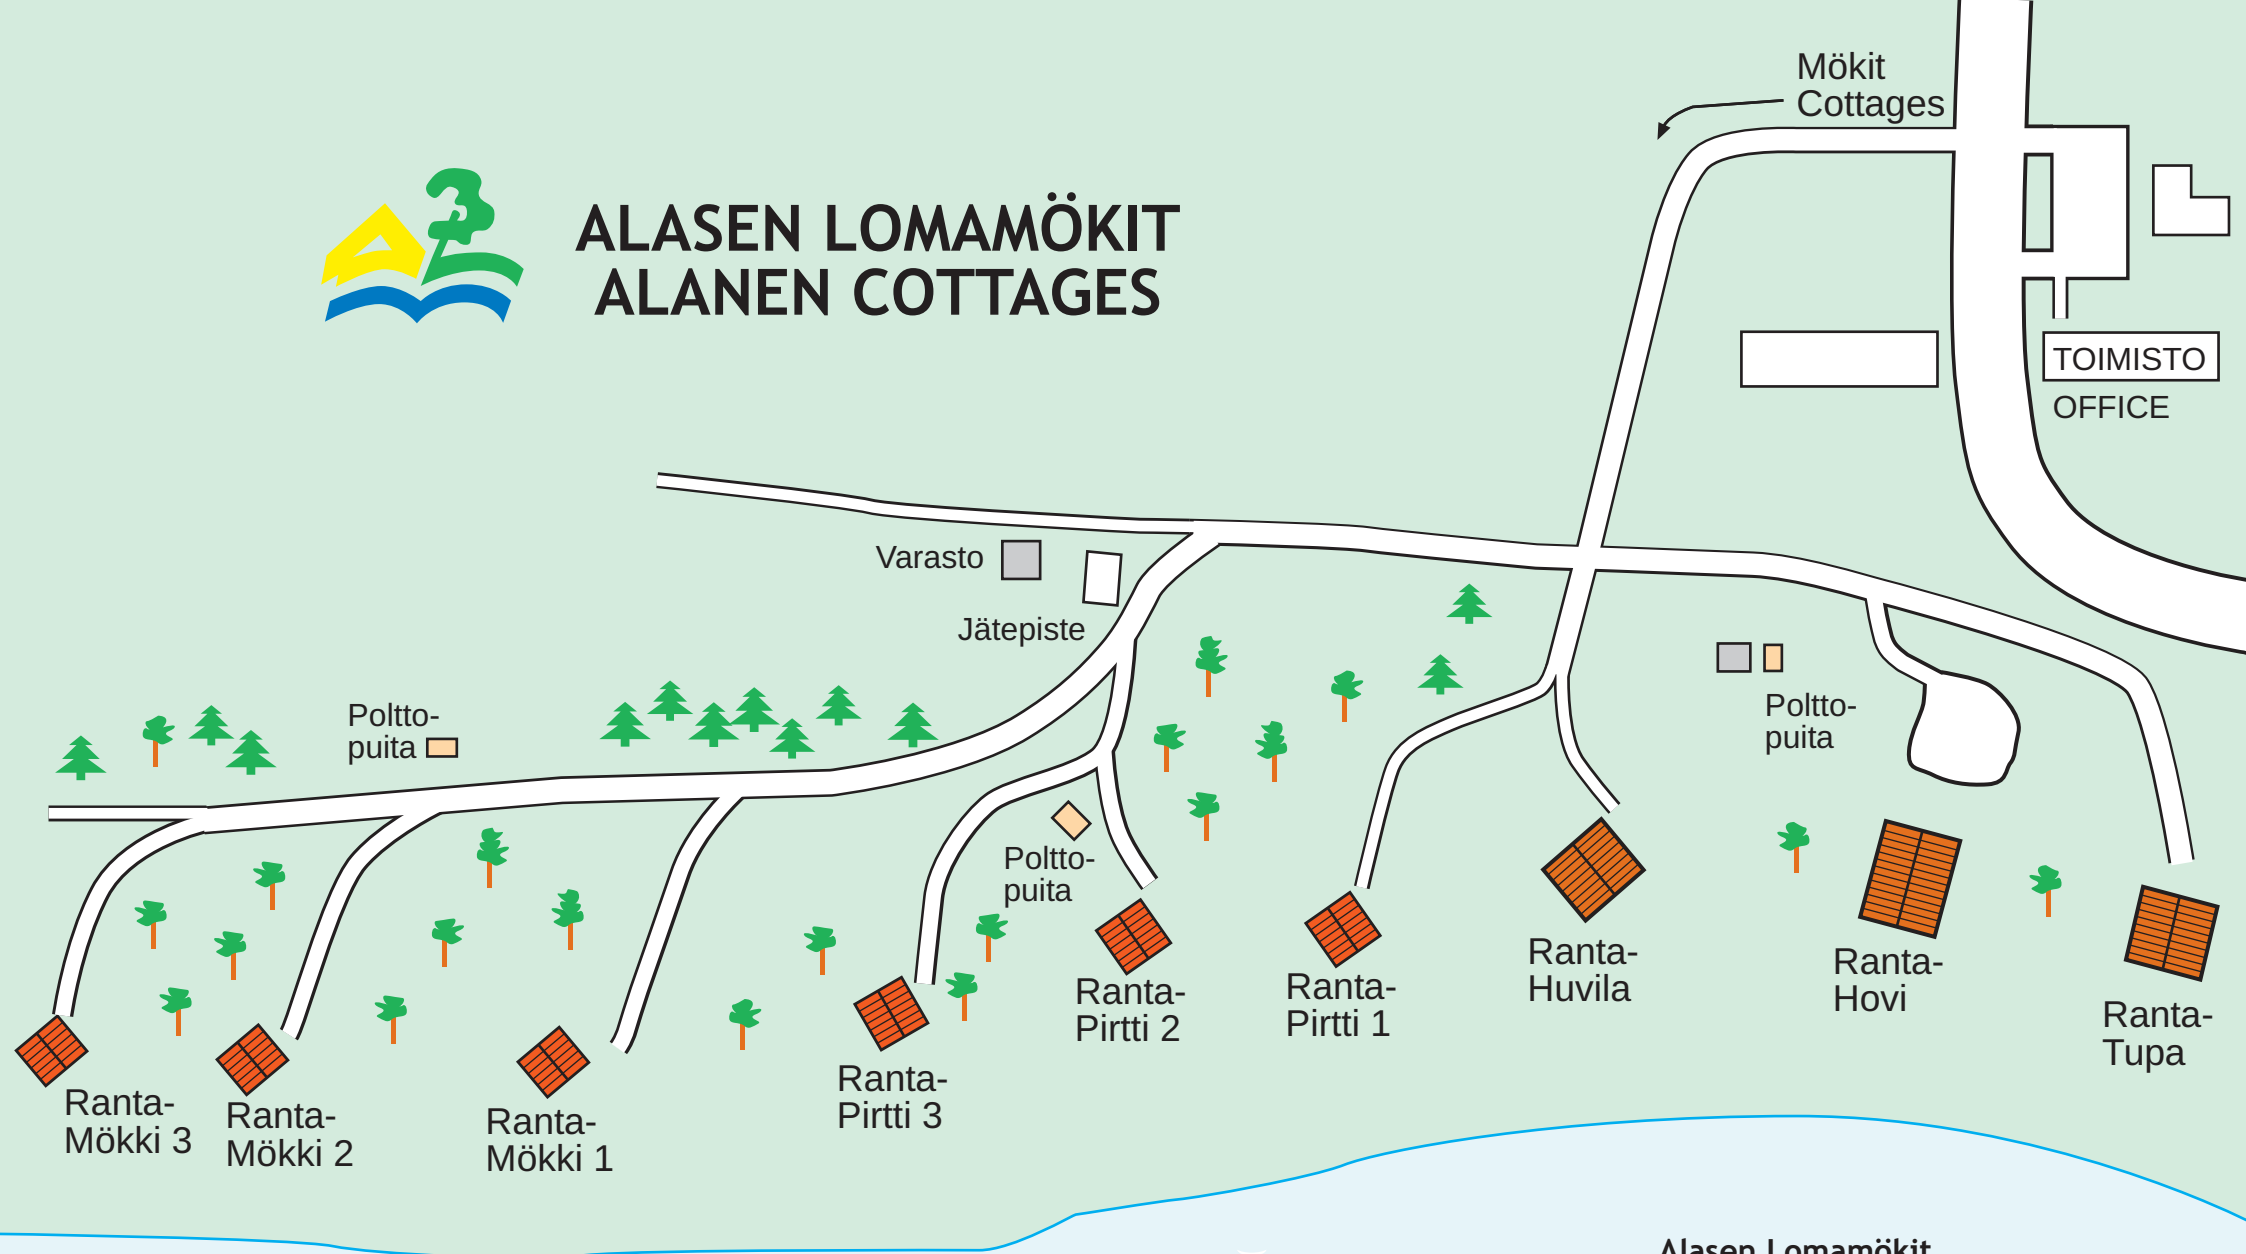 Mökit
Cottages
ALASEN LOMAMÖKIT
ALANEN COTTAGES
TOIMISTO
OFFICE
Varasto
Jätepiste
Poltto-
puita
Poltto-
puita
Poltto-
puita
Ranta-
Mökki 3
Ranta-
Mökki 2
Ranta-
Mökki 1
Ranta-
Pirtti 3
Ranta-
Pirtti 2
Ranta-
Pirtti 1
Ranta-
Huvila
Ranta-
Hovi
Ranta-
Tupa
Alasen Lomamökit